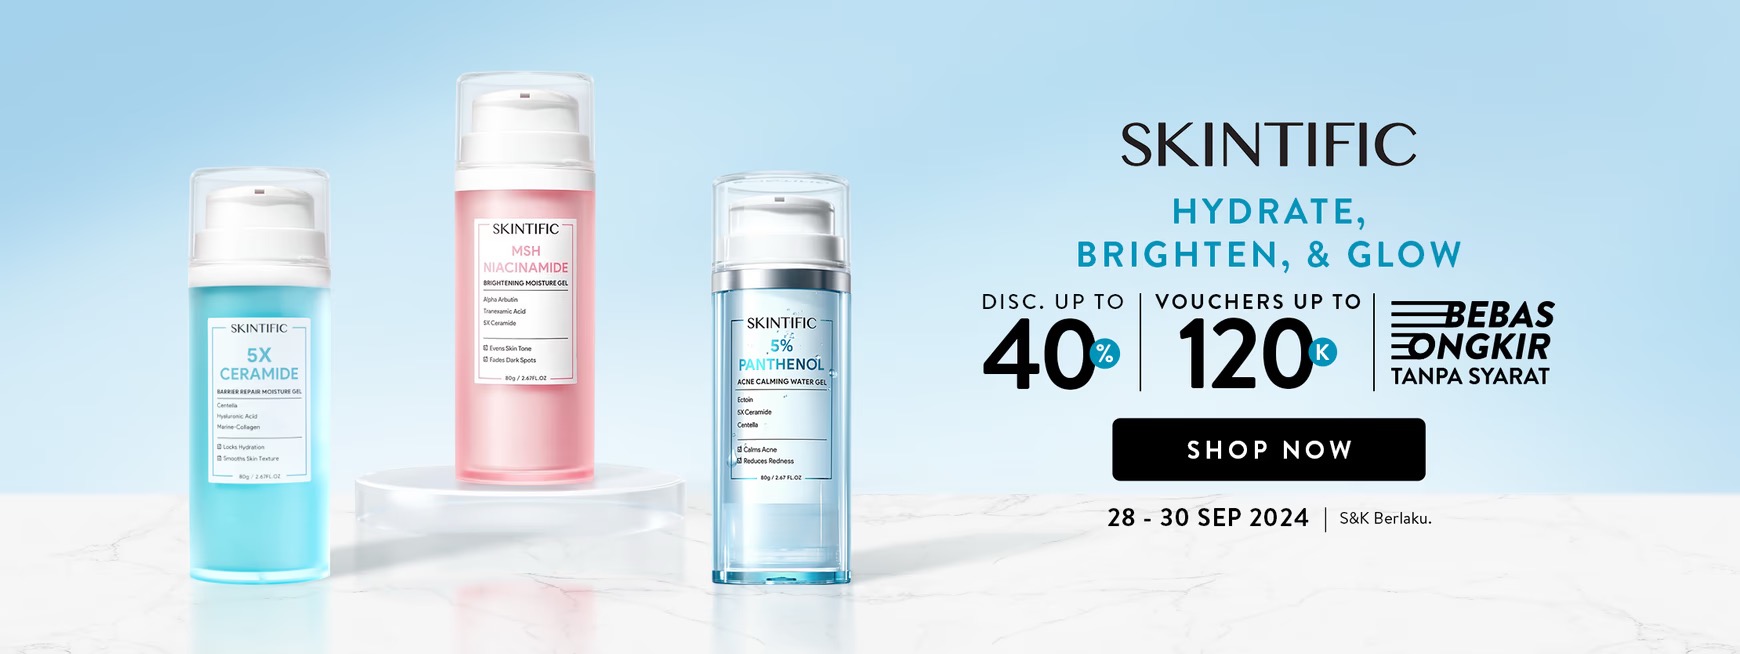 SKINTIFIC
5X
CERAMIDE
BARRIER REPAIR MOISTURE GEL
Centella
Hyaluronic Acid
Marine-Collagen
Locks Hydration
Smooths Skin Texture
80g / 2.67FL.OZ
SKINTIFIC
MSH
NIACINAMIDE
BRIGHTENING MOISTURE GEL
Alpha Arbutin
Tranexamic Acid
5X Ceramide
Evens Skin Tone
Fades Dark Spots
80g / 2.67FL.OZ
SKINTIFIC
5%
PANTHENOL
ACNE CALMING WATER GEL
Ectoin
5X Ceramide
Centella
Calms Acne
Reduces Redness
80g / 2.67 FL.OZ
SKINTIFIC
HYDRATE,
BRIGHTEN, & GLOW
DISC. UP TO
40%
VOUCHERS UP TO
120K
BEBAS
ONGKIR
TANPA SYARAT
SHOP NOW
28 - 30 SEP 2024 | S&K Berlaku.